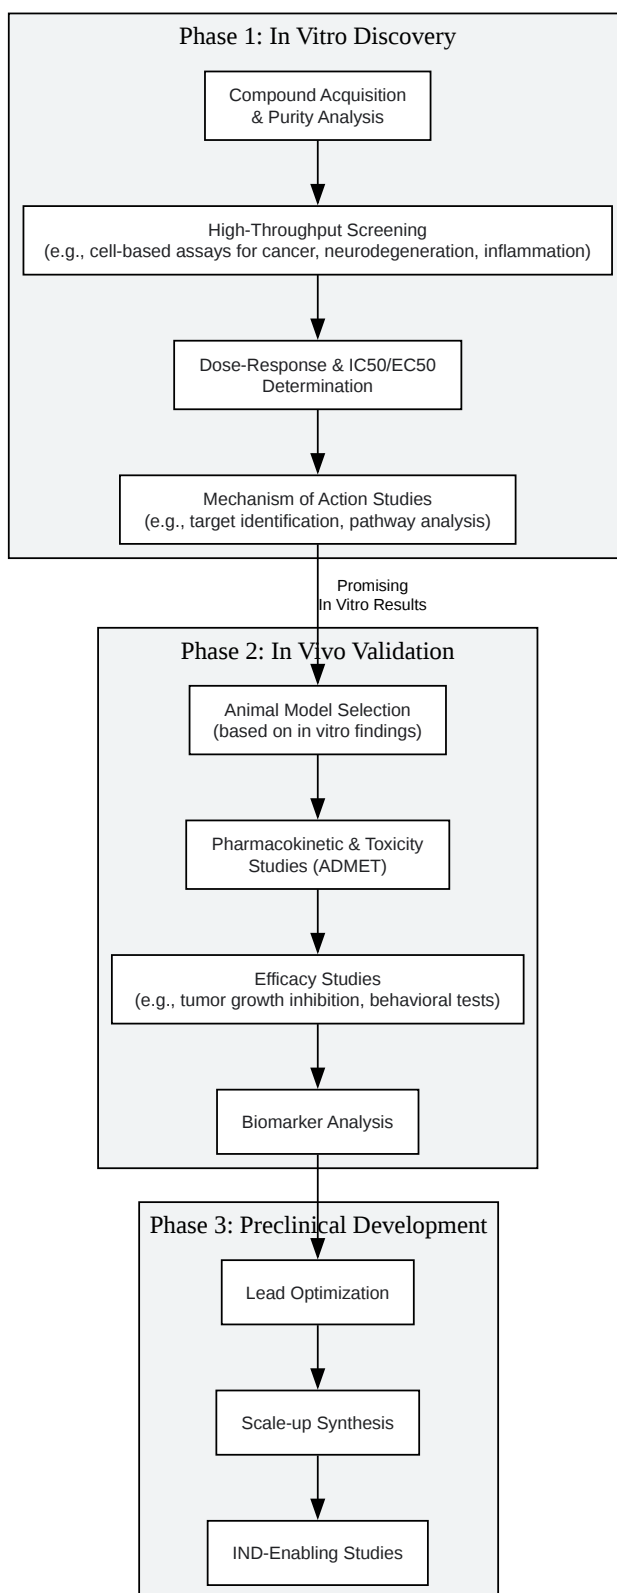 Phase 1: In Vitro Discovery
Compound Acquisition
& Purity Analysis
High-Throughput Screening
(e.g., cell-based assays for cancer, neurodegeneration, inflammation)
Dose-Response & IC50/EC50
Determination
Mechanism of Action Studies
(e.g., target identification, pathway analysis)
Promising
In Vitro Results
Phase 2: In Vivo Validation
Animal Model Selection
(based on in vitro findings)
Pharmacokinetic & Toxicity
Studies (ADMET)
Efficacy Studies
(e.g., tumor growth inhibition, behavioral tests)
Biomarker Analysis
Phase 3: Preclinical Development
Lead Optimization
Scale-up Synthesis
IND-Enabling Studies